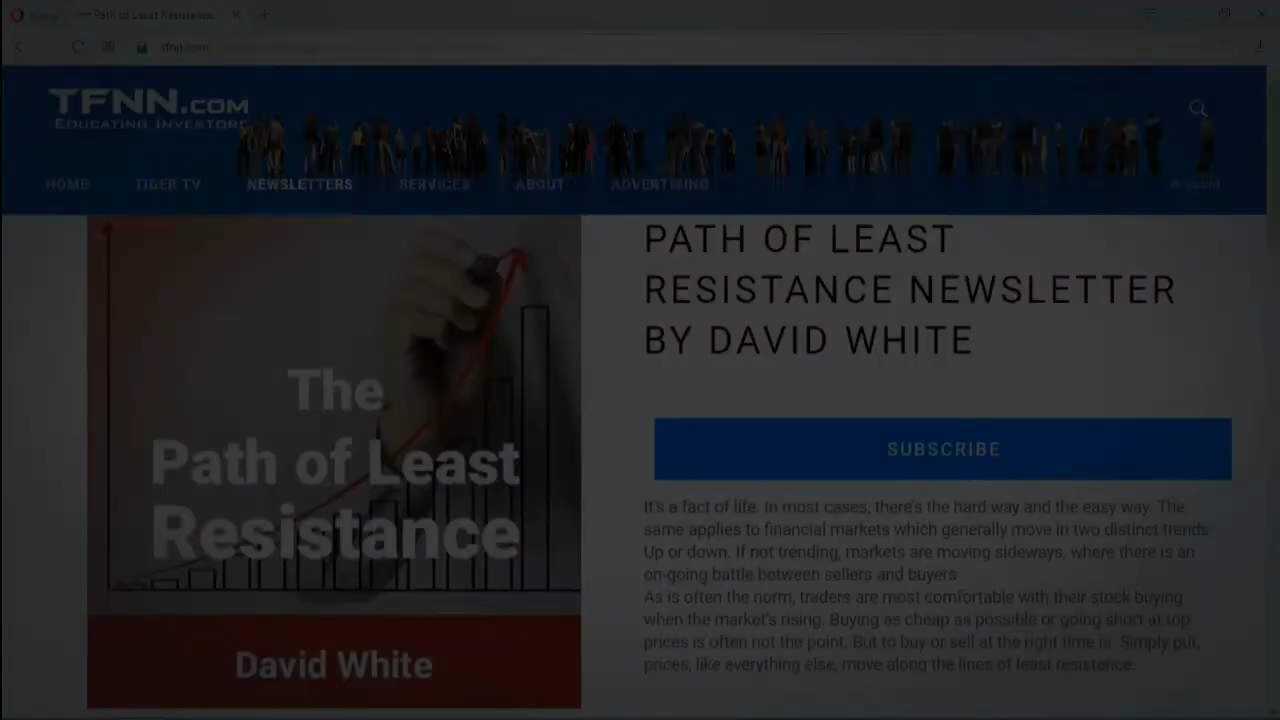 Path of Least Resistance
tfnn.com
TFNN.COM
EDUCATING INVESTORS
HOME
TIGER TV
NEWSLETTERS
SERVICES
ABOUT
ADVERTISING
The
Path of Least
Resistance
David White
PATH OF LEAST
RESISTANCE NEWSLETTER
BY DAVID WHITE
SUBSCRIBE
It's a fact of life. In most cases, there's the hard way and the easy way. The
same applies to financial markets which generally move in two distinct trends.
Up or down. If not trending, markets are moving sideways, where there is an
on-going battle between sellers and buyers
As is often the norm, traders are most comfortable with their stock buying
when the market's rising. Buying as cheap as possible or going short at top
prices is often not the point. But to buy or sell at the right time is. Simply put,
prices, like everything else, move along the lines of least resistance.